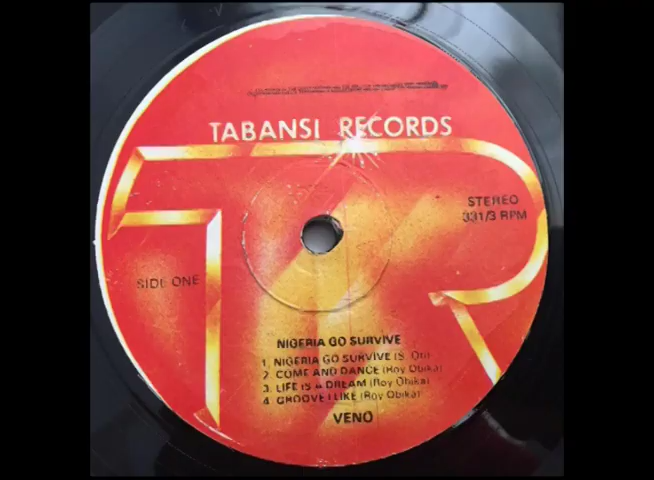 TABANSI RECORDS
STEREO
331/3 RPM
SIDE ONE
NIGERIA GO SURVIVE
1. NIGERIA GO SURVIVE (S.
2. COME AND DANCE (Roy Obika)
3. LIFE IS A DREAM (Roy Obika)
4. GROOVE I LIKE (Roy Obika)
VENO